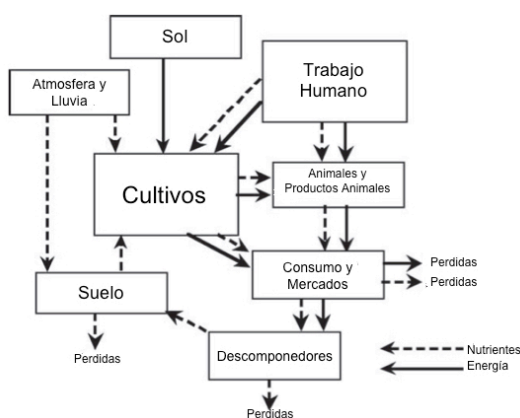 Sol
Trabajo
Humano
Atmosfera y
Lluvia
Cultivos
Animales y
Productos Animales
Consumo y
Mercados
Perdidas
Perdidas
Suelo
Perdidas
Descomponedores
Perdidas
Nutrientes
Energía